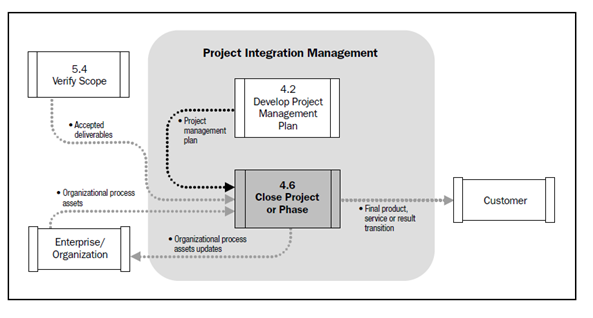 Project Integration Management
5.4
Verify Scope
4.2
Develop Project
Management
Plan
• Accepted
deliverables
• Project
management
plan
• Organizational process
assets
4.6
Close Project
or Phase
• Final product,
service or result
transition
Customer
Enterprise/
Organization
• Organizational process
assets updates